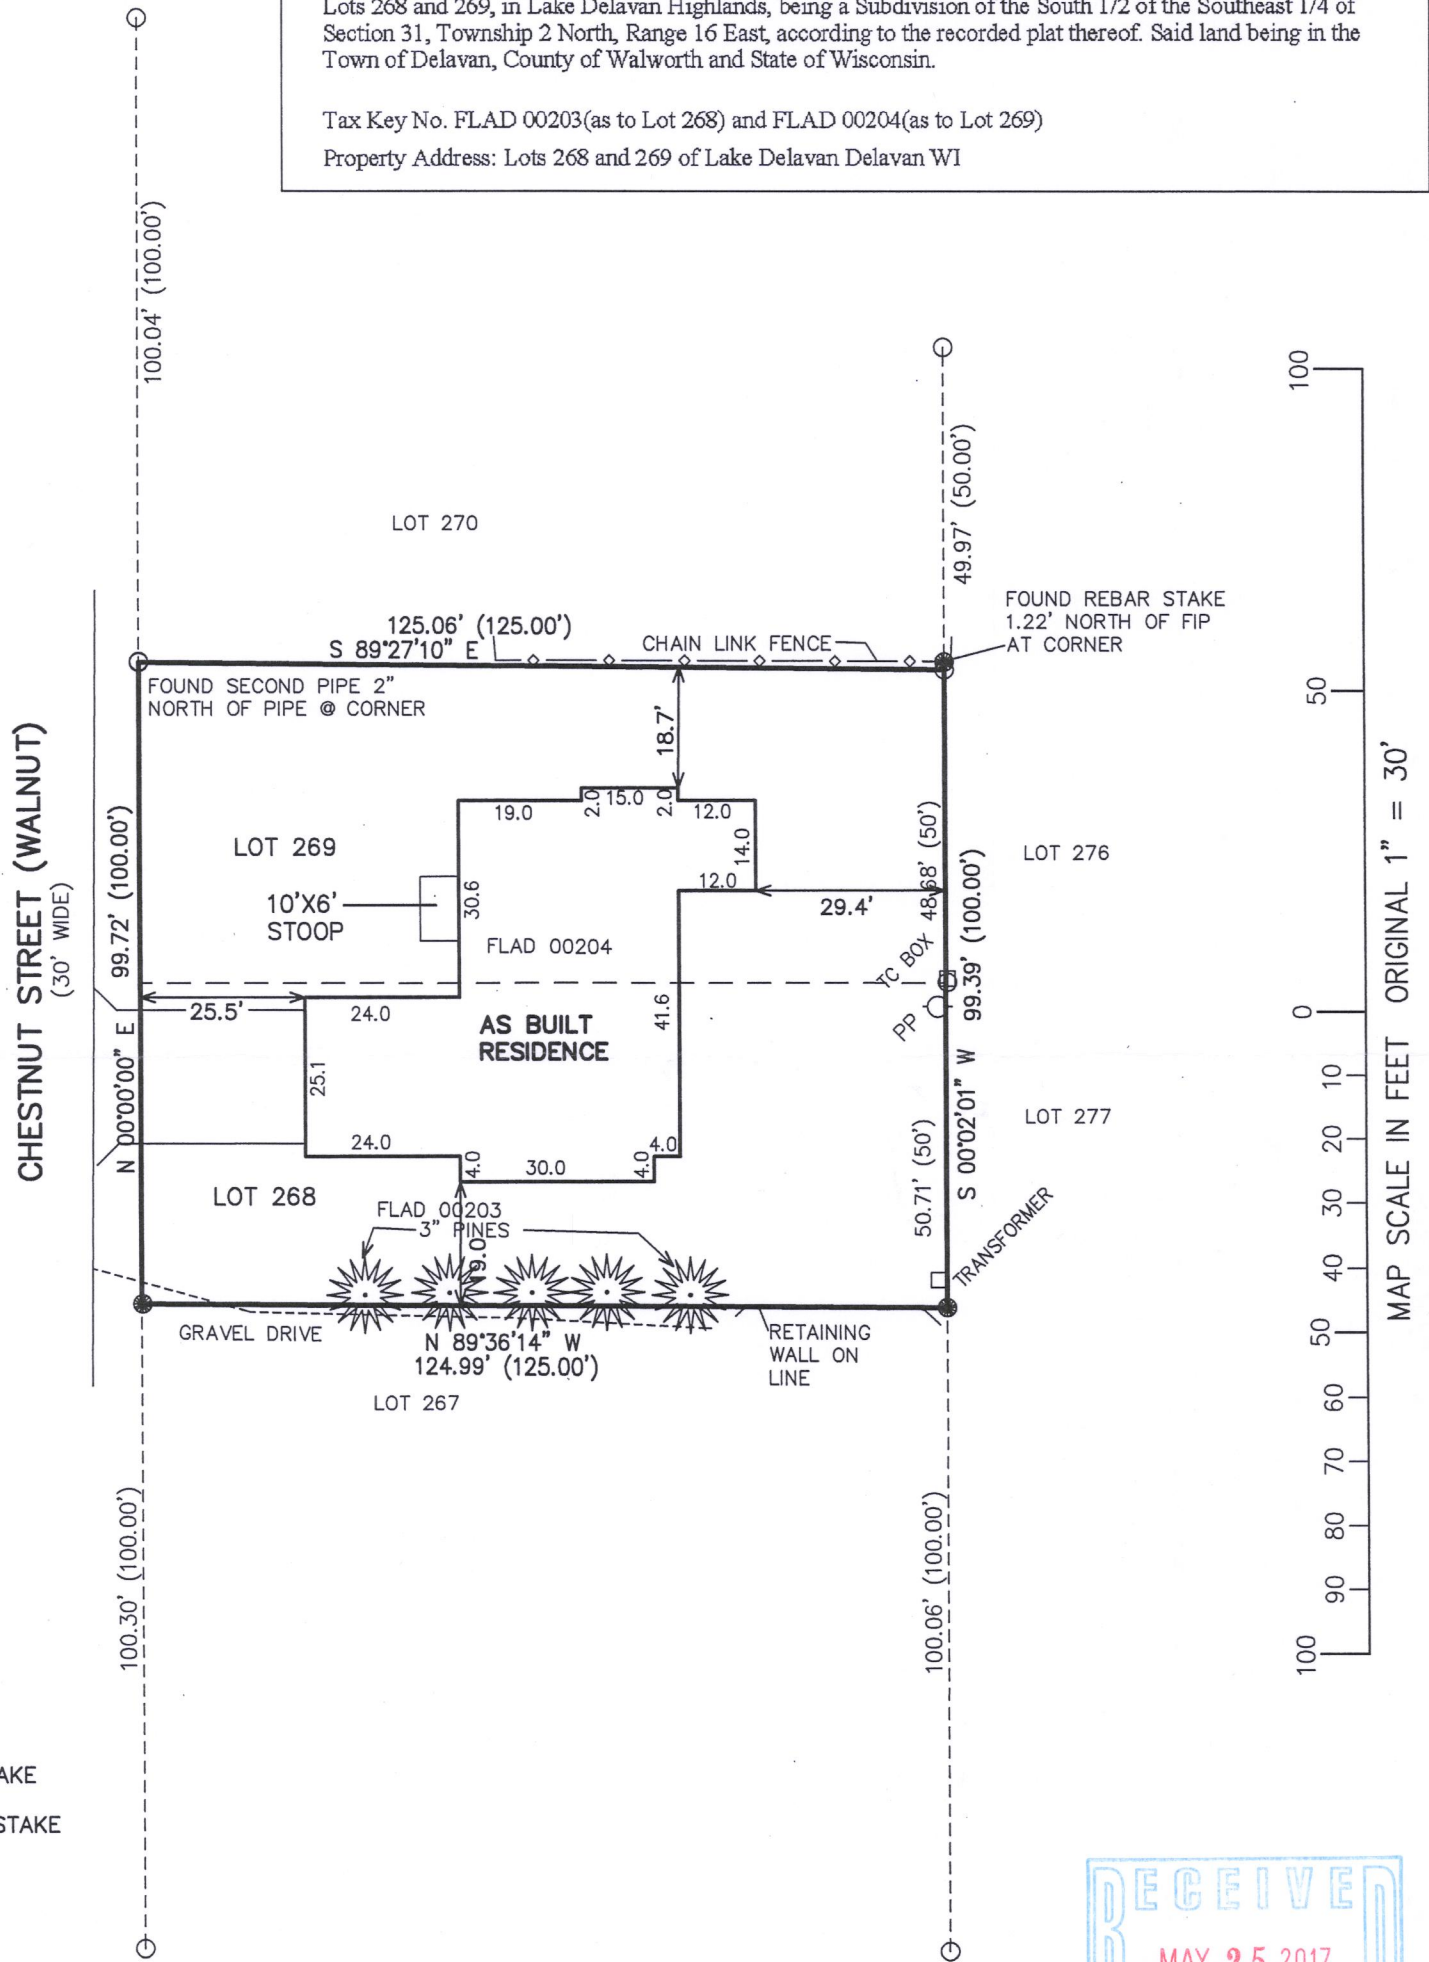 Lots 268 and 269, in Lake Delavan Highlands, being a Subdivision of the South 1/2 of the Southeast 1/4 of
Section 31, Township 2 North, Range 16 East, according to the recorded plat thereof. Said land being in the
Town of Delavan, County of Walworth and State of Wisconsin.
Tax Key No. FLAD 00203(as to Lot 268) and FLAD 00204(as to Lot 269)
Property Address: Lots 268 and 269 of Lake Delavan Delavan WI
100.04' (100.00')
49.97' (50.00')
LOT 270
FOUND REBAR STAKE
1.22' NORTH OF FIP
AT CORNER
125.06' (125.00')
S 89°27'10" E
CHAIN LINK FENCE
FOUND SECOND PIPE 2"
NORTH OF PIPE @ CORNER
CHESTNUT STREET (WALNUT)
(30' WIDE)
N 00°00'00" E
99.72' (100.00')
18.7'
19.0
2.0
15.0
2.0
12.0
14.0
12.0
LOT 269
10'X6'
STOOP
30.6
FLAD 00204
29.4'
48.68' (50')
LOT 276
TC BOX
PP
S 00°02'01" W
99.39' (100.00')
25.5'
24.0
AS BUILT
RESIDENCE
41.6
25.1
24.0
4.0
30.0
4.0
4.0
LOT 277
50.71' (50')
LOT 268
FLAD 00203
3" PINES
19.0
TRANSFORMER
GRAVEL DRIVE
N 89°36'14" W
124.99' (125.00')
RETAINING
WALL ON
LINE
LOT 267
100.30' (100.00')
100.06' (100.00')
100
50
0
10
20
30
40
50
60
70
80
90
100
MAP SCALE IN FEET ORIGINAL 1" = 30'
AKE
STAKE
RECEIVED
MAY 25 2017